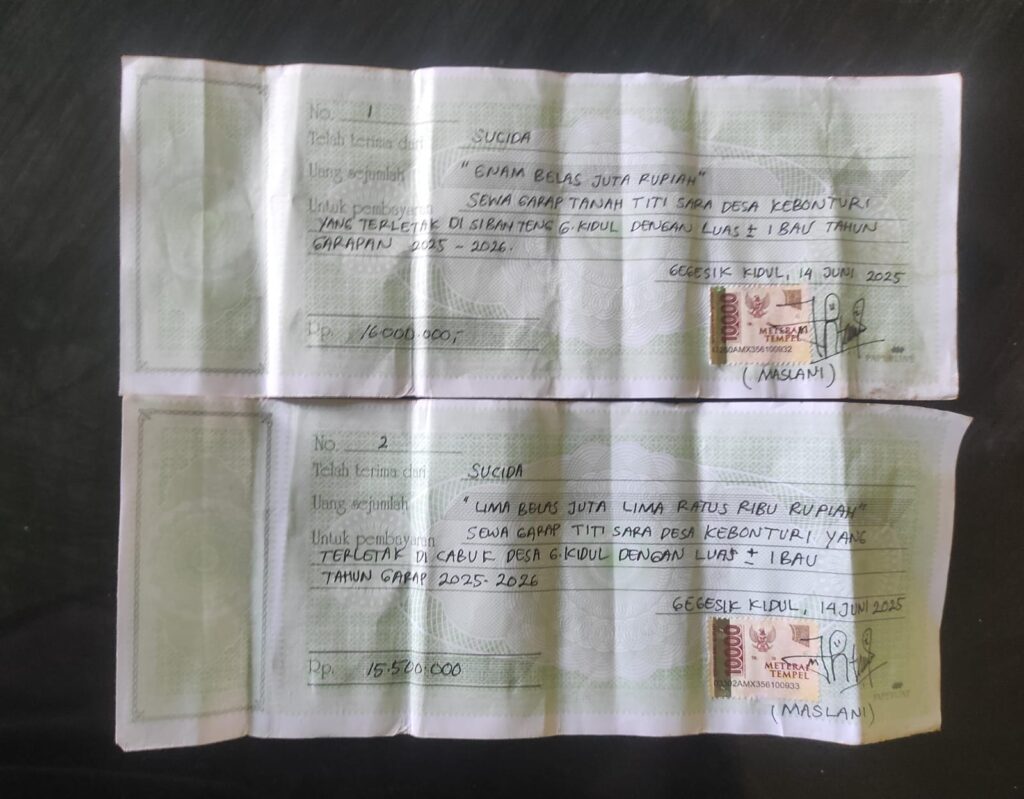 No. 1
Telah terima dari SUCIDA
Uang sejumlah "ENAM BELAS JUTA RUPIAH"
Untuk pembayaran SEWA GARAP TANAH TITI SARA DESA KEBONTURI
YANG TERLETAK DI SIBANTENG G.KIDUL DENGAN LUAS ± 1 BAU TAHUN
GARAPAN 2025 - 2026.
GEGESIK KIDUL, 14 JUNI 2025
10000
METERAI
TEMPEL
AMX356100932
Rp. 16.000.000,-
(MASLANI)
No. 2
Telah terima dari SUCIDA
Uang sejumlah "LIMA BELAS JUTA LIMA RATUS RIBU RUPIAH"
Untuk pembayaran SEWA GARAP TITI SARA DESA KEBONTURI YANG
TERLETAK DI CABUK DESA G.KIDUL DENGAN LUAS ± 1 BAU
TAHUN GARAP 2025-2026
GEGESIK KIDUL, 14 JUNI 2025
10000
METERAI
TEMPEL
AMX356100933
Rp. 15.500.000
(MASLANI)